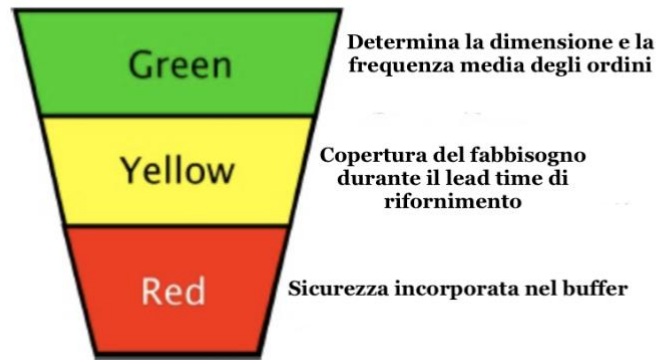 Green
Determina la dimensione e la
frequenza media degli ordini
Yellow
Copertura del fabbisogno
durante il lead time di
rifornimento
Red
Sicurezza incorporata nel buffer